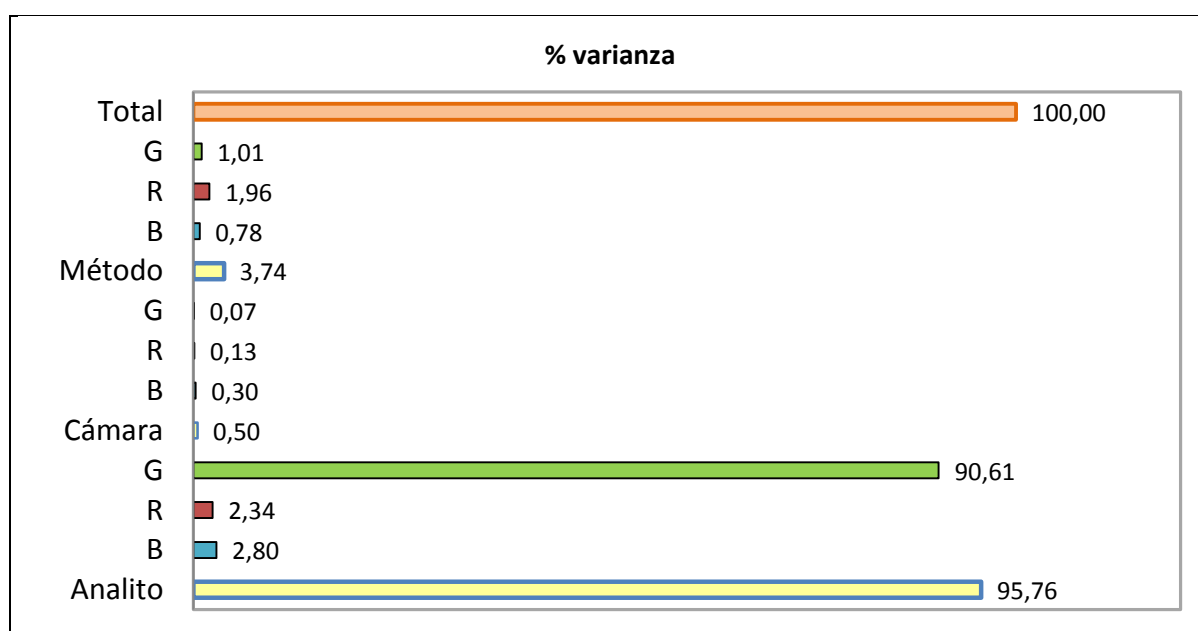 % varianza
Total 100,00
G 1,01
R 1,96
B 0,78
Método 3,74
G 0,07
R 0,13
B 0,30
Cámara 0,50
G 90,61
R 2,34
B 2,80
Analito 95,76